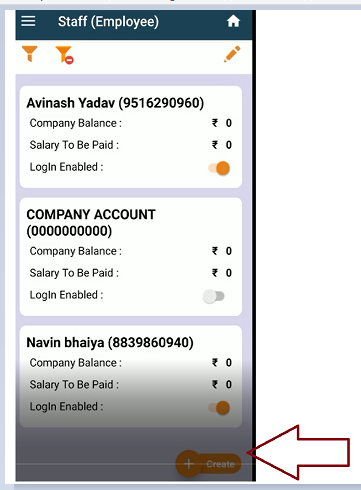 Staff (Employee)
Avinash Yadav (9516290960)
Company Balance : ₹ 0
Salary To Be Paid : ₹ 0
LogIn Enabled :
COMPANY ACCOUNT
(0000000000)
Company Balance : ₹ 0
Salary To Be Paid : ₹ 0
LogIn Enabled :
Navin bhaiya (8839860940)
Company Balance : ₹ 0
Salary To Be Paid : ₹ 0
LogIn Enabled :
+ Create